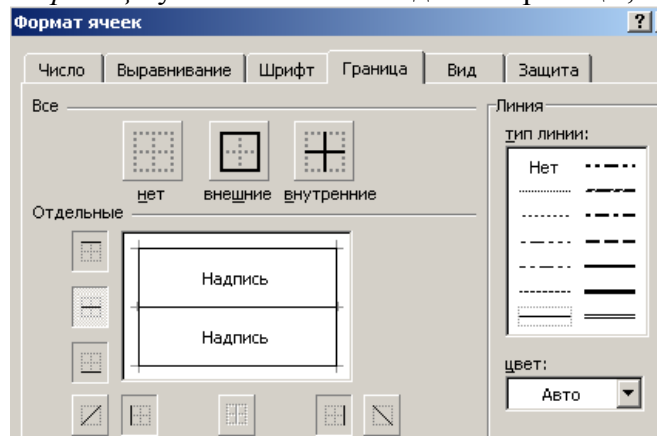 Формат ячеек ?
Число Выравнивание Шрифт Граница Вид Защита
Все
нет внешние внутренние
Отдельные
Надпись
Надпись
Линия
тип линии:
Нет
цвет:
Авто